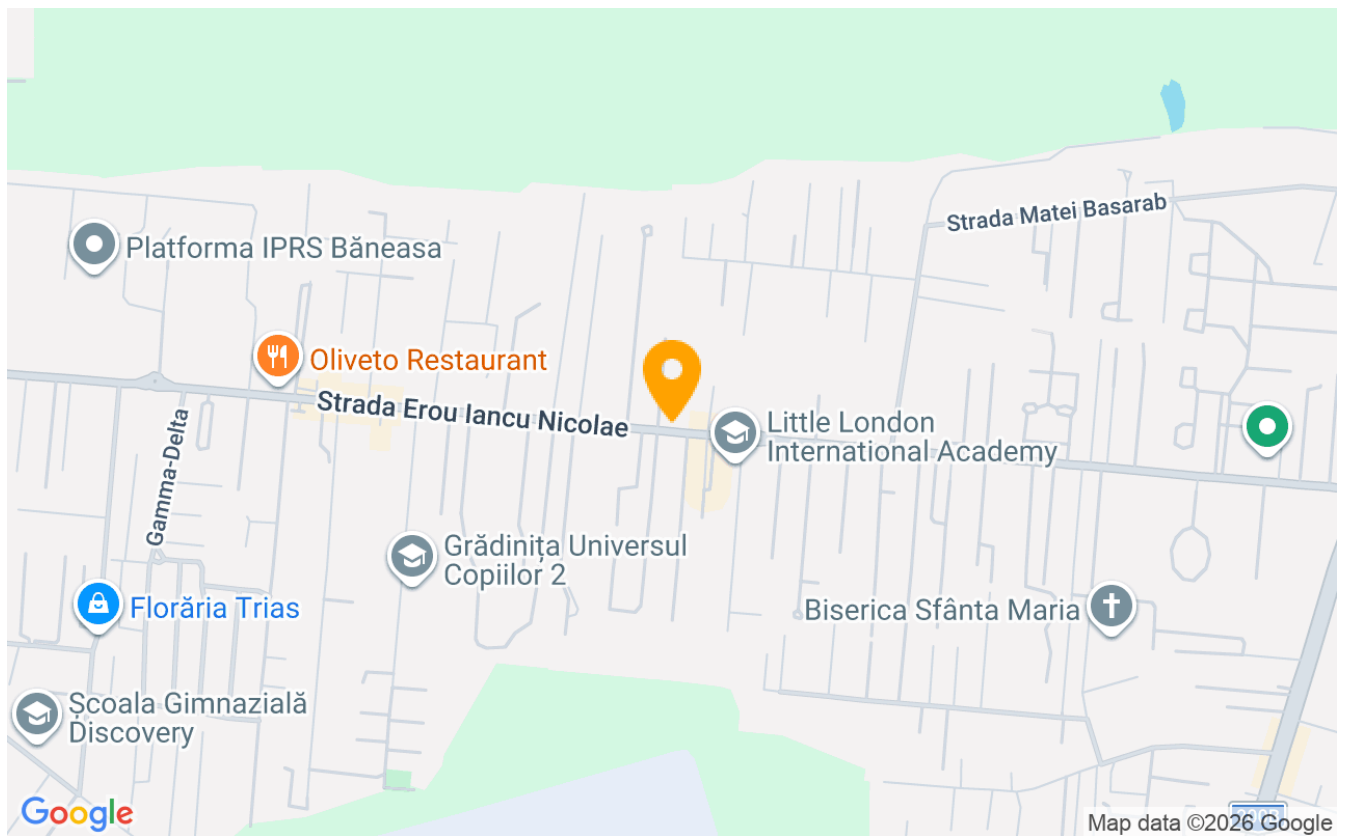 Strada Matei Basarab
Platforma IPRS Băneasa
Oliveto Restaurant
Strada Erou Iancu Nicolae
Little London
International Academy
Gamma-Delta
Grădinița Universul
Copiilor 2
Florăria Trias
Biserica Sfânta Maria
Școala Gimnazială
Discovery
Google
Map data ©2026 Google